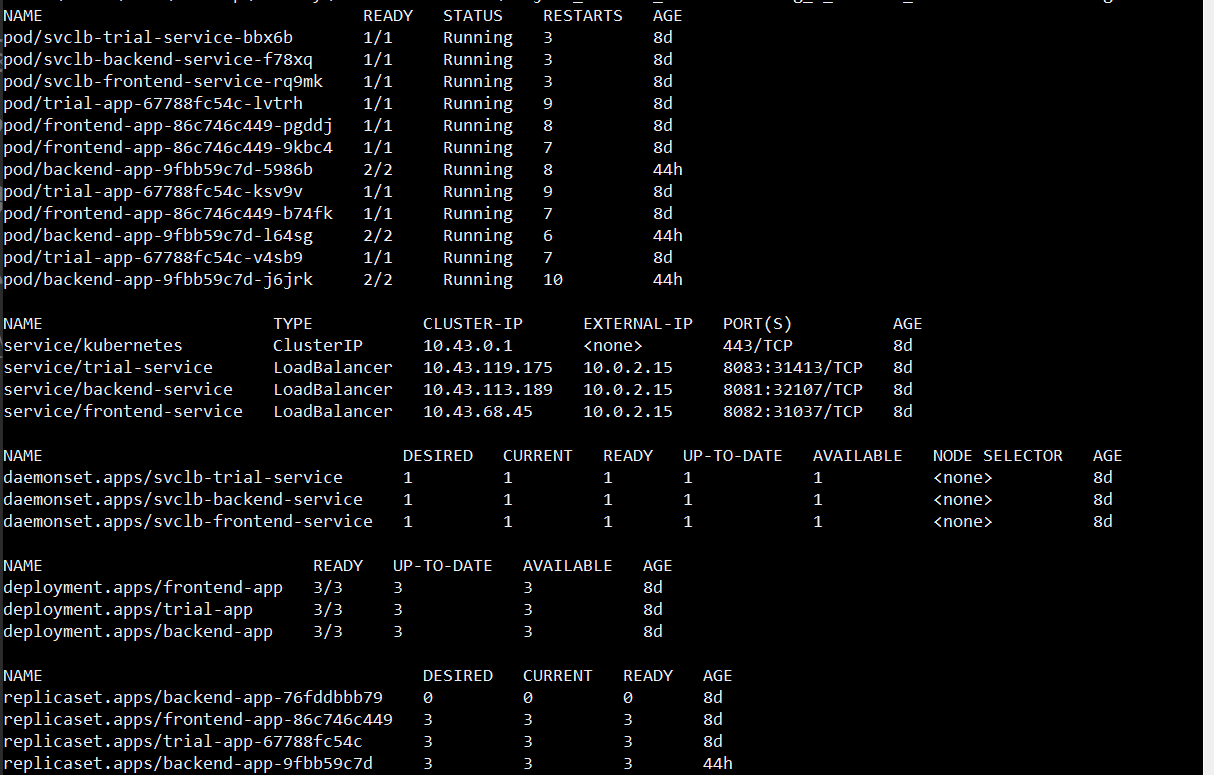 NAME READY STATUS RESTARTS AGE
pod/svclb-trial-service-bbx6b 1/1 Running 3 8d
pod/svclb-backend-service-f78xq 1/1 Running 3 8d
pod/svclb-frontend-service-rq9mk 1/1 Running 3 8d
pod/trial-app-67788fc54c-lvtrh 1/1 Running 9 8d
pod/frontend-app-86c746c449-pgddj 1/1 Running 8 8d
pod/frontend-app-86c746c449-9kbc4 1/1 Running 7 8d
pod/backend-app-9fbb59c7d-5986b 2/2 Running 8 44h
pod/trial-app-67788fc54c-ksv9v 1/1 Running 9 8d
pod/frontend-app-86c746c449-b74fk 1/1 Running 7 8d
pod/backend-app-9fbb59c7d-l64sg 2/2 Running 6 44h
pod/trial-app-67788fc54c-v4sb9 1/1 Running 7 8d
pod/backend-app-9fbb59c7d-j6jrk 2/2 Running 10 44h
NAME TYPE CLUSTER-IP EXTERNAL-IP PORT(S) AGE
service/kubernetes ClusterIP 10.43.0.1 <none> 443/TCP 8d
service/trial-service LoadBalancer 10.43.119.175 10.0.2.15 8083:31413/TCP 8d
service/backend-service LoadBalancer 10.43.113.189 10.0.2.15 8081:32107/TCP 8d
service/frontend-service LoadBalancer 10.43.68.45 10.0.2.15 8082:31037/TCP 8d
NAME DESIRED CURRENT READY UP-TO-DATE AVAILABLE NODE SELECTOR AGE
daemonset.apps/svclb-trial-service 1 1 1 1 1 <none> 8d
daemonset.apps/svclb-backend-service 1 1 1 1 1 <none> 8d
daemonset.apps/svclb-frontend-service 1 1 1 1 1 <none> 8d
NAME READY UP-TO-DATE AVAILABLE AGE
deployment.apps/frontend-app 3/3 3 3 8d
deployment.apps/trial-app 3/3 3 3 8d
deployment.apps/backend-app 3/3 3 3 8d
NAME DESIRED CURRENT READY AGE
replicaset.apps/backend-app-76fddbbb79 0 0 0 8d
replicaset.apps/frontend-app-86c746c449 3 3 3 8d
replicaset.apps/trial-app-67788fc54c 3 3 3 8d
replicaset.apps/backend-app-9fbb59c7d 3 3 3 44h